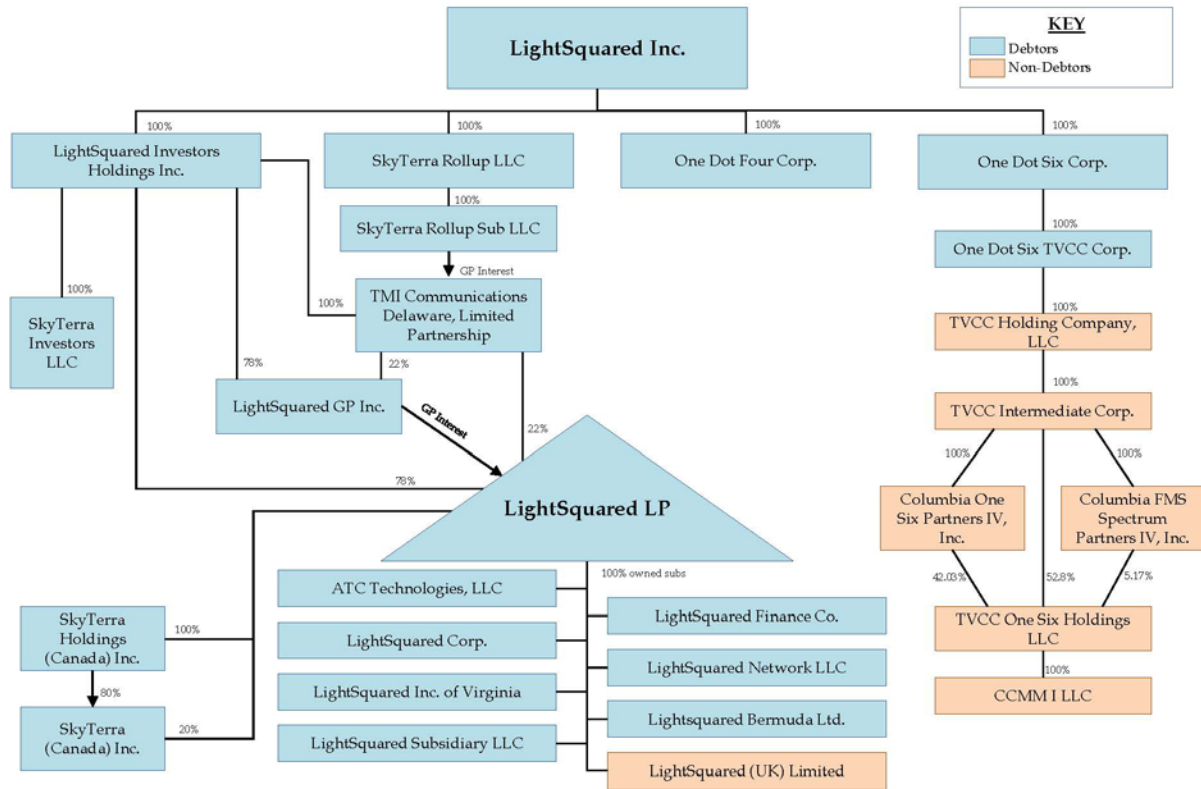 LightSquared Inc.
KEY
Debtors
Non-Debtors
100%
100%
100%
100%
LightSquared Investors
Holdings Inc.
SkyTerra Rollup LLC
One Dot Four Corp.
One Dot Six Corp.
100%
100%
SkyTerra Rollup Sub LLC
One Dot Six TVCC Corp.
GP Interest
100%
100%
SkyTerra
Investors
LLC
100%
TMI Communications
Delaware, Limited
Partnership
TVCC Holding Company,
LLC
78%
22%
100%
LightSquared GP Inc.
GP Interest
22%
TVCC Intermediate Corp.
100%
100%
78%
LightSquared LP
Columbia One
Six Partners IV,
Inc.
Columbia FMS
Spectrum
Partners IV, Inc.
100% owned subs
42.03%
52.8%
5.17%
ATC Technologies, LLC
LightSquared Finance Co.
SkyTerra
Holdings
(Canada) Inc.
100%
LightSquared Corp.
TVCC One Six Holdings
LLC
LightSquared Network LLC
100%
80%
LightSquared Inc. of Virginia
CCMM I LLC
Lightsquared Bermuda Ltd.
SkyTerra
(Canada) Inc.
20%
LightSquared Subsidiary LLC
LightSquared (UK) Limited